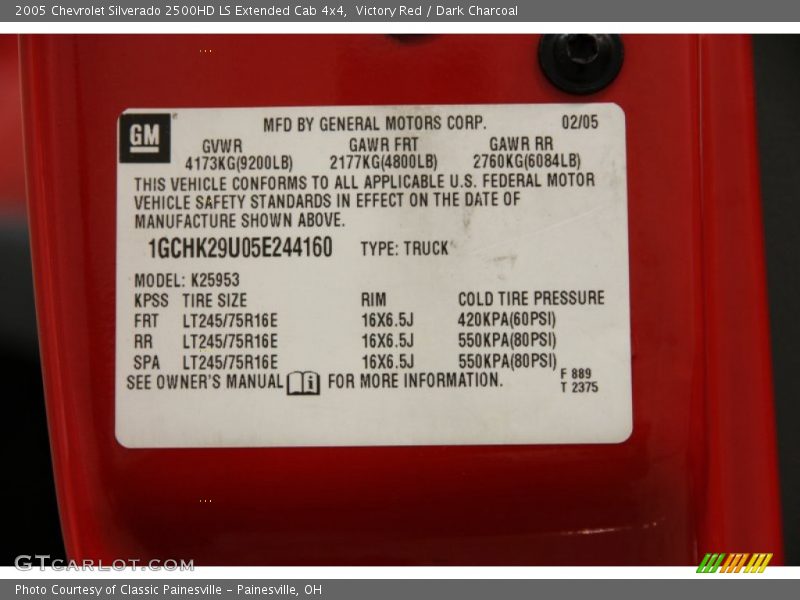 2005 Chevrolet Silverado 2500HD LS Extended Cab 4x4, Victory Red / Dark Charcoal
GM
MFD BY GENERAL MOTORS CORP. 02/05
GVWR GAWR FRT GAWR RR
4173KG(9200LB) 2177KG(4800LB) 2760KG(6084LB)
THIS VEHICLE CONFORMS TO ALL APPLICABLE U.S. FEDERAL MOTOR
VEHICLE SAFETY STANDARDS IN EFFECT ON THE DATE OF
MANUFACTURE SHOWN ABOVE.
1GCHK29U05E244160 TYPE: TRUCK
MODEL: K25953
KPSS TIRE SIZE RIM COLD TIRE PRESSURE
FRT LT245/75R16E 16X6.5J 420KPA(60PSI)
RR LT245/75R16E 16X6.5J 550KPA(80PSI)
SPA LT245/75R16E 16X6.5J 550KPA(80PSI)
SEE OWNER'S MANUAL i FOR MORE INFORMATION.
F 889
T 2375
GTcarlot.com
Photo Courtesy of Classic Painesville - Painesville, OH